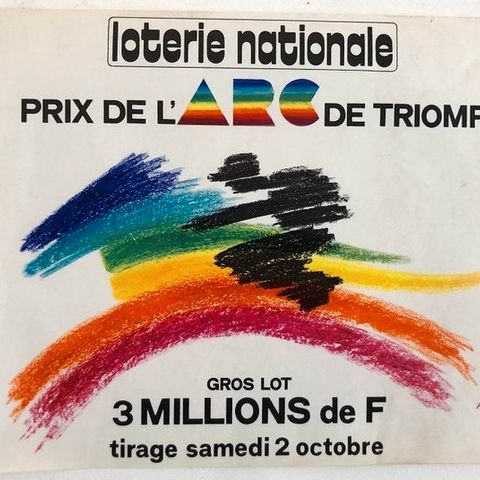 loterie nationale
PRIX DE L'ARC DE TRIOMP
GROS LOT
3 MILLIONS de F
tirage samedi 2 octobre